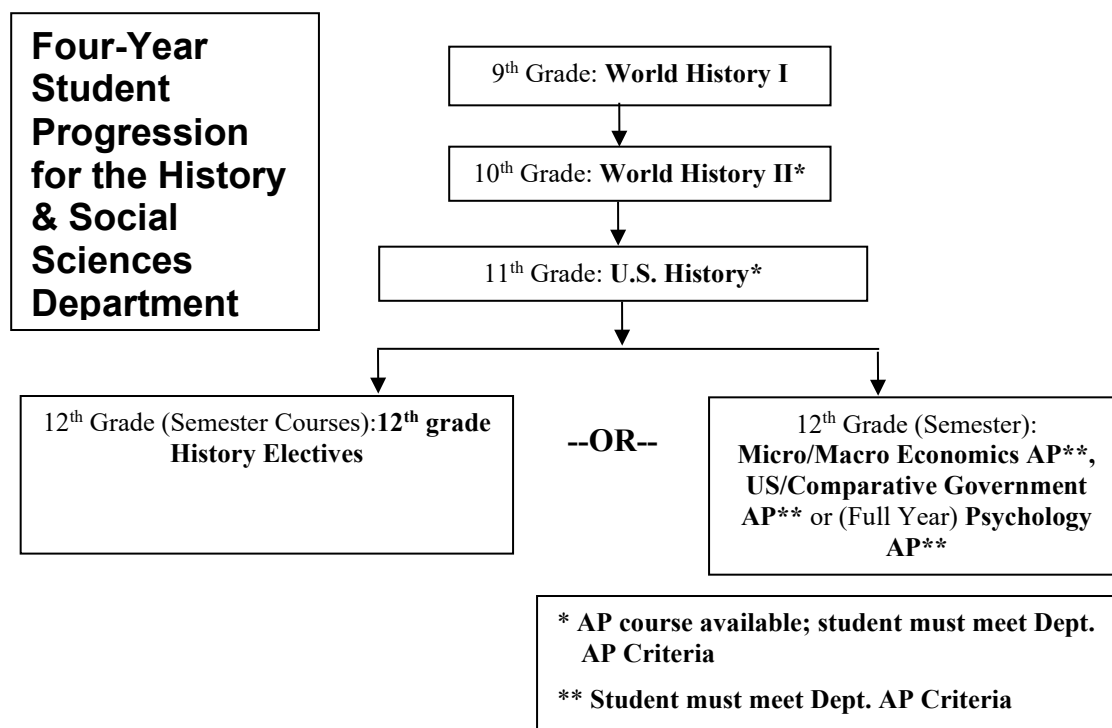 Four-Year
Student
Progression
for the History
& Social
Sciences
Department
9th Grade: World History I
10th Grade: World History II*
11th Grade: U.S. History*
12th Grade (Semester Courses):12th grade
History Electives
--OR--
12th Grade (Semester):
Micro/Macro Economics AP**,
US/Comparative Government
AP** or (Full Year) Psychology
AP**
* AP course available; student must meet Dept.
AP Criteria
** Student must meet Dept. AP Criteria